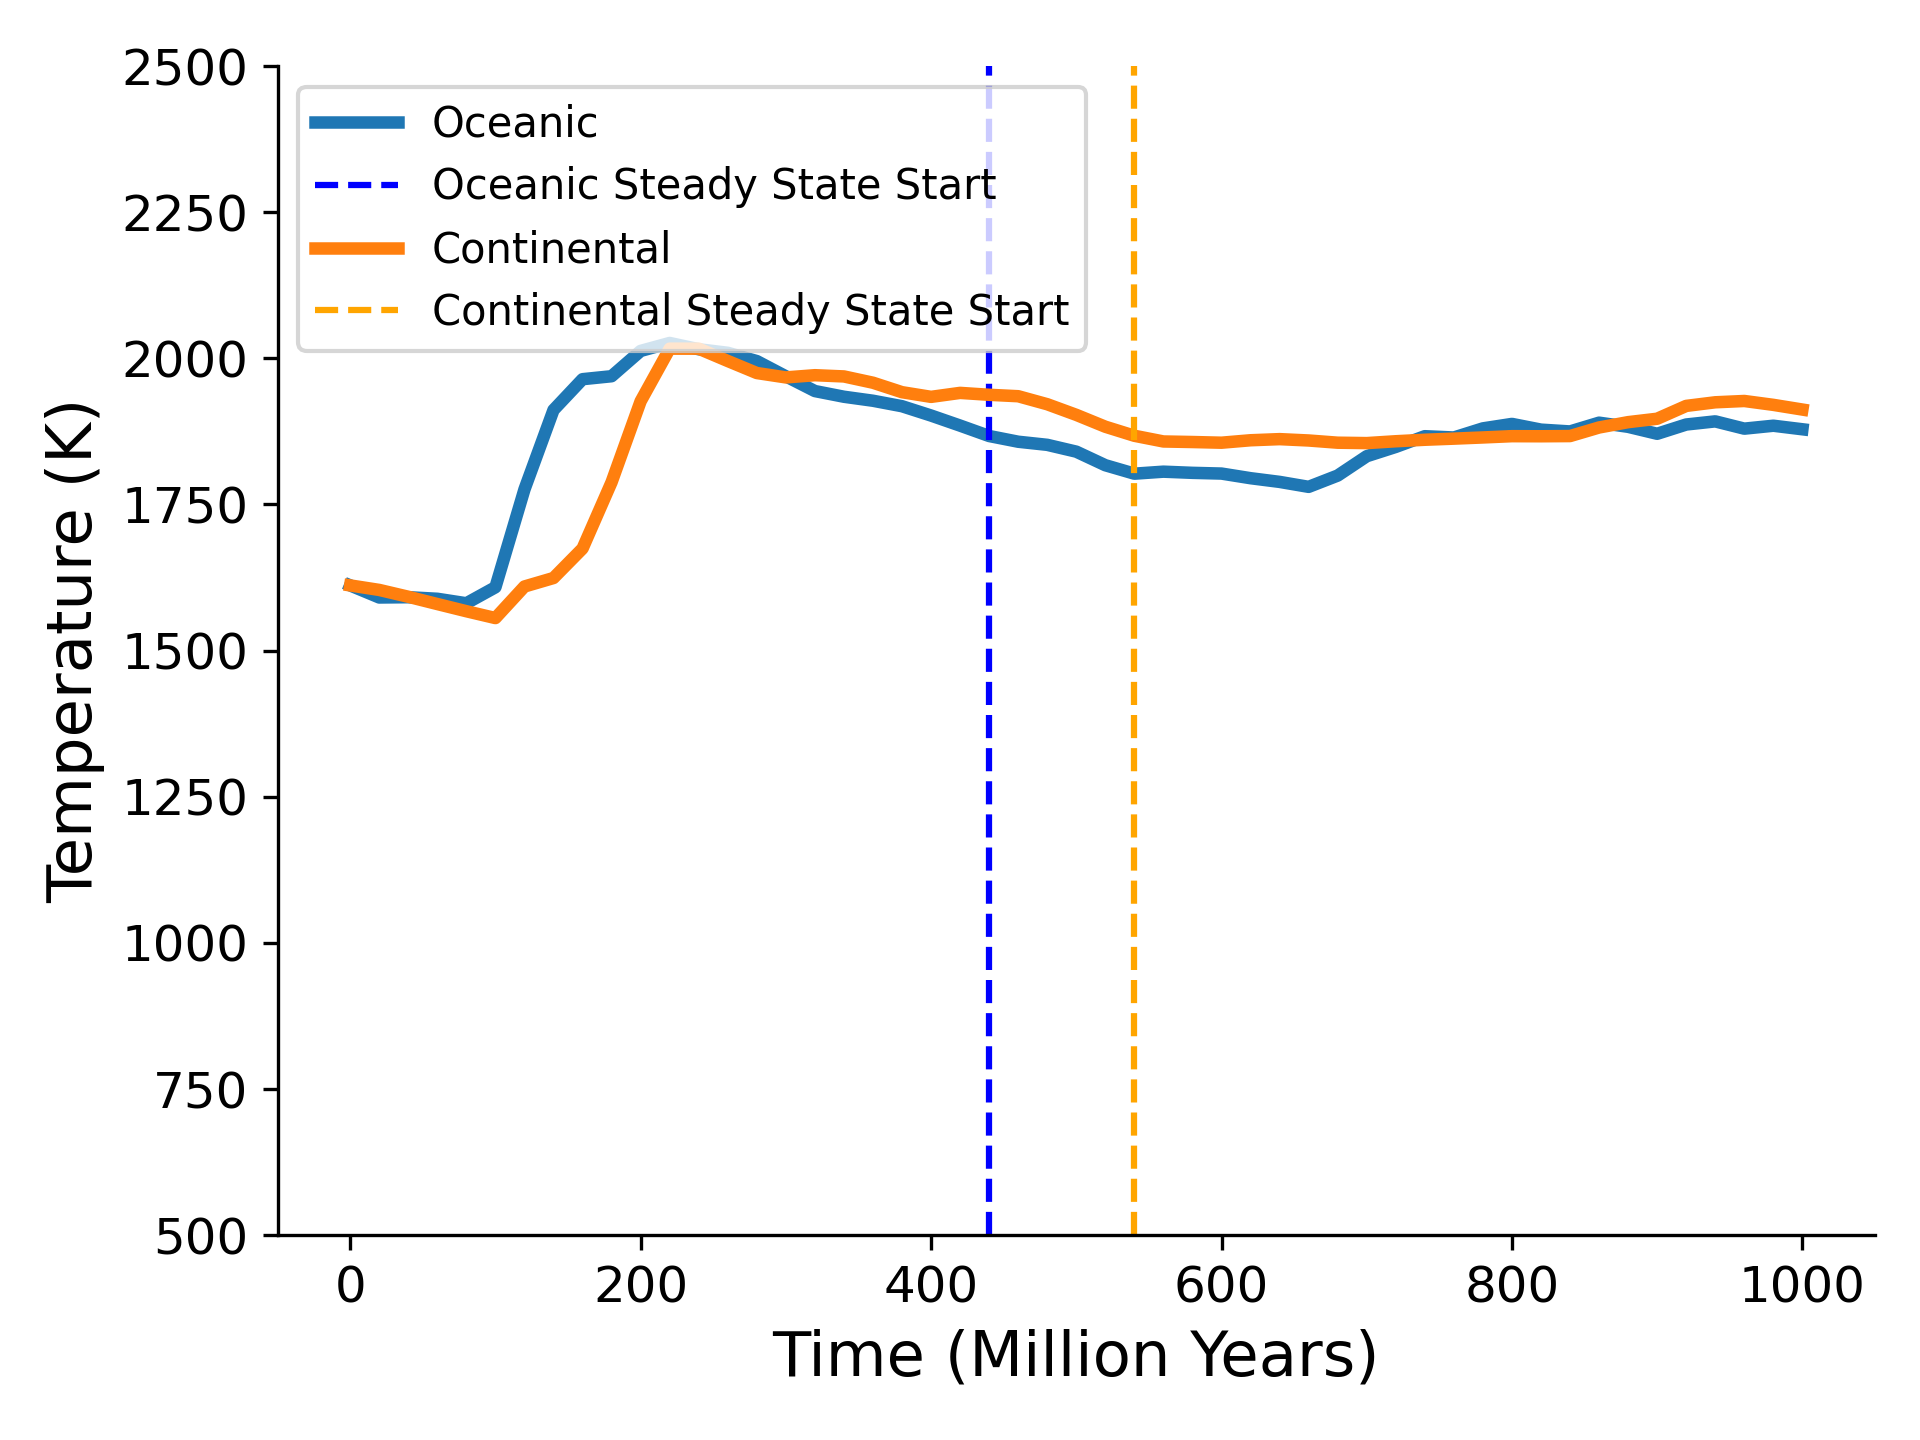 2500
2250
2000
1750
1500
1250
1000
750
500
Temperature (K)
Oceanic
Oceanic Steady State Start
Continental
Continental Steady State Start
0 200 400 600 800 1000
Time (Million Years)